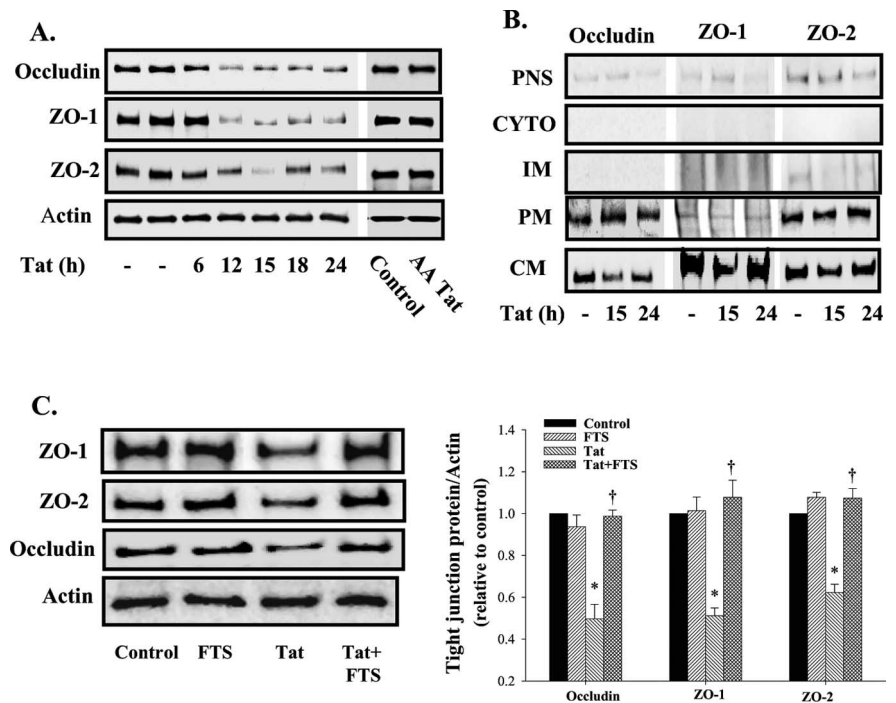 A.
Occludin
ZO-1
ZO-2
Actin
Tat (h) - - 6 12 15 18 24 Control AA Tat
B.
Occludin ZO-1 ZO-2
PNS
CYTO
IM
PM
CM
Tat (h) - 15 24 - 15 24 - 15 24
C.
ZO-1
ZO-2
Occludin
Actin
Control FTS Tat Tat+
FTS
Tight junction protein/Actin
(relative to control)
1.4
1.2
1.0
0.8
0.6
0.4
0.2
Control
FTS
Tat
Tat+FTS
† † †
* * *
Occludin ZO-1 ZO-2